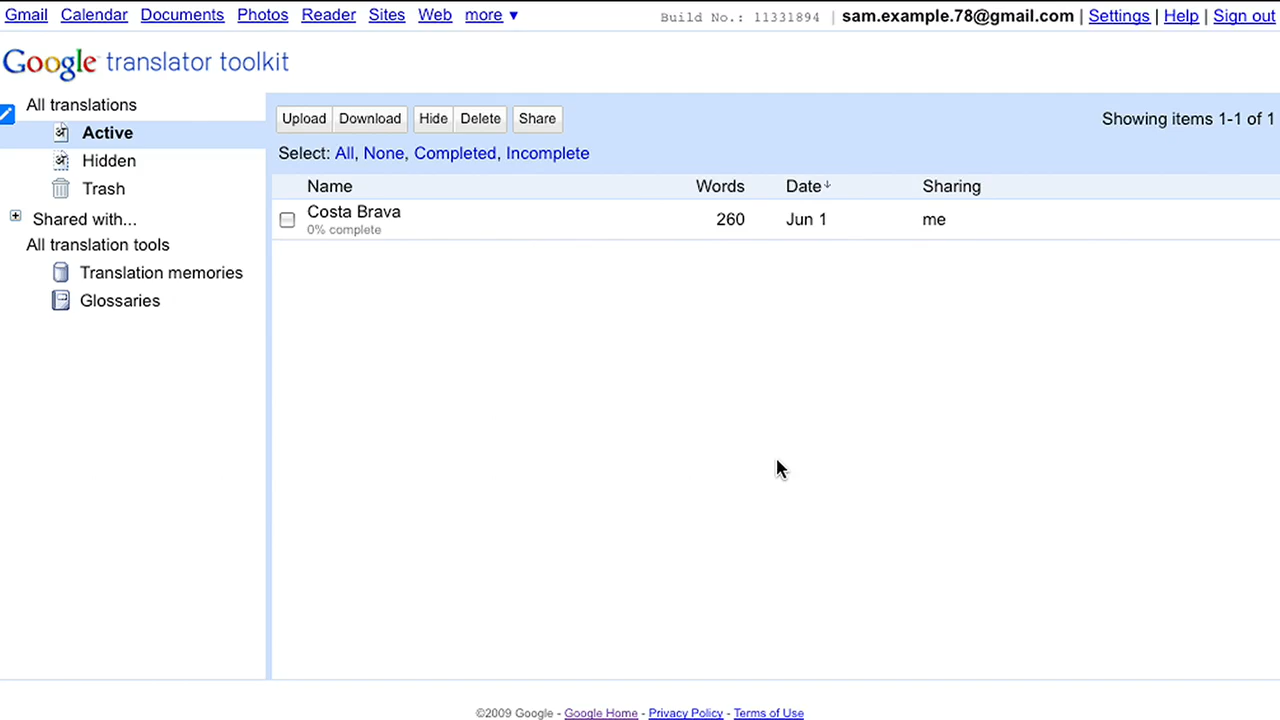 Gmail Calendar Documents Photos Reader Sites Web more ▼ Build No.: 11331894 | sam.example.78@gmail.com | Settings | Help | Sign out
Google translator toolkit
All translations
Active
Hidden
Trash
Shared with...
All translation tools
Translation memories
Glossaries
Upload Download Hide Delete Share Showing items 1-1 of 1
Select: All, None, Completed, Incomplete
Name Words Date↓ Sharing
Costa Brava 260 Jun 1 me
0% complete
©2009 Google - Google Home - Privacy Policy - Terms of Use